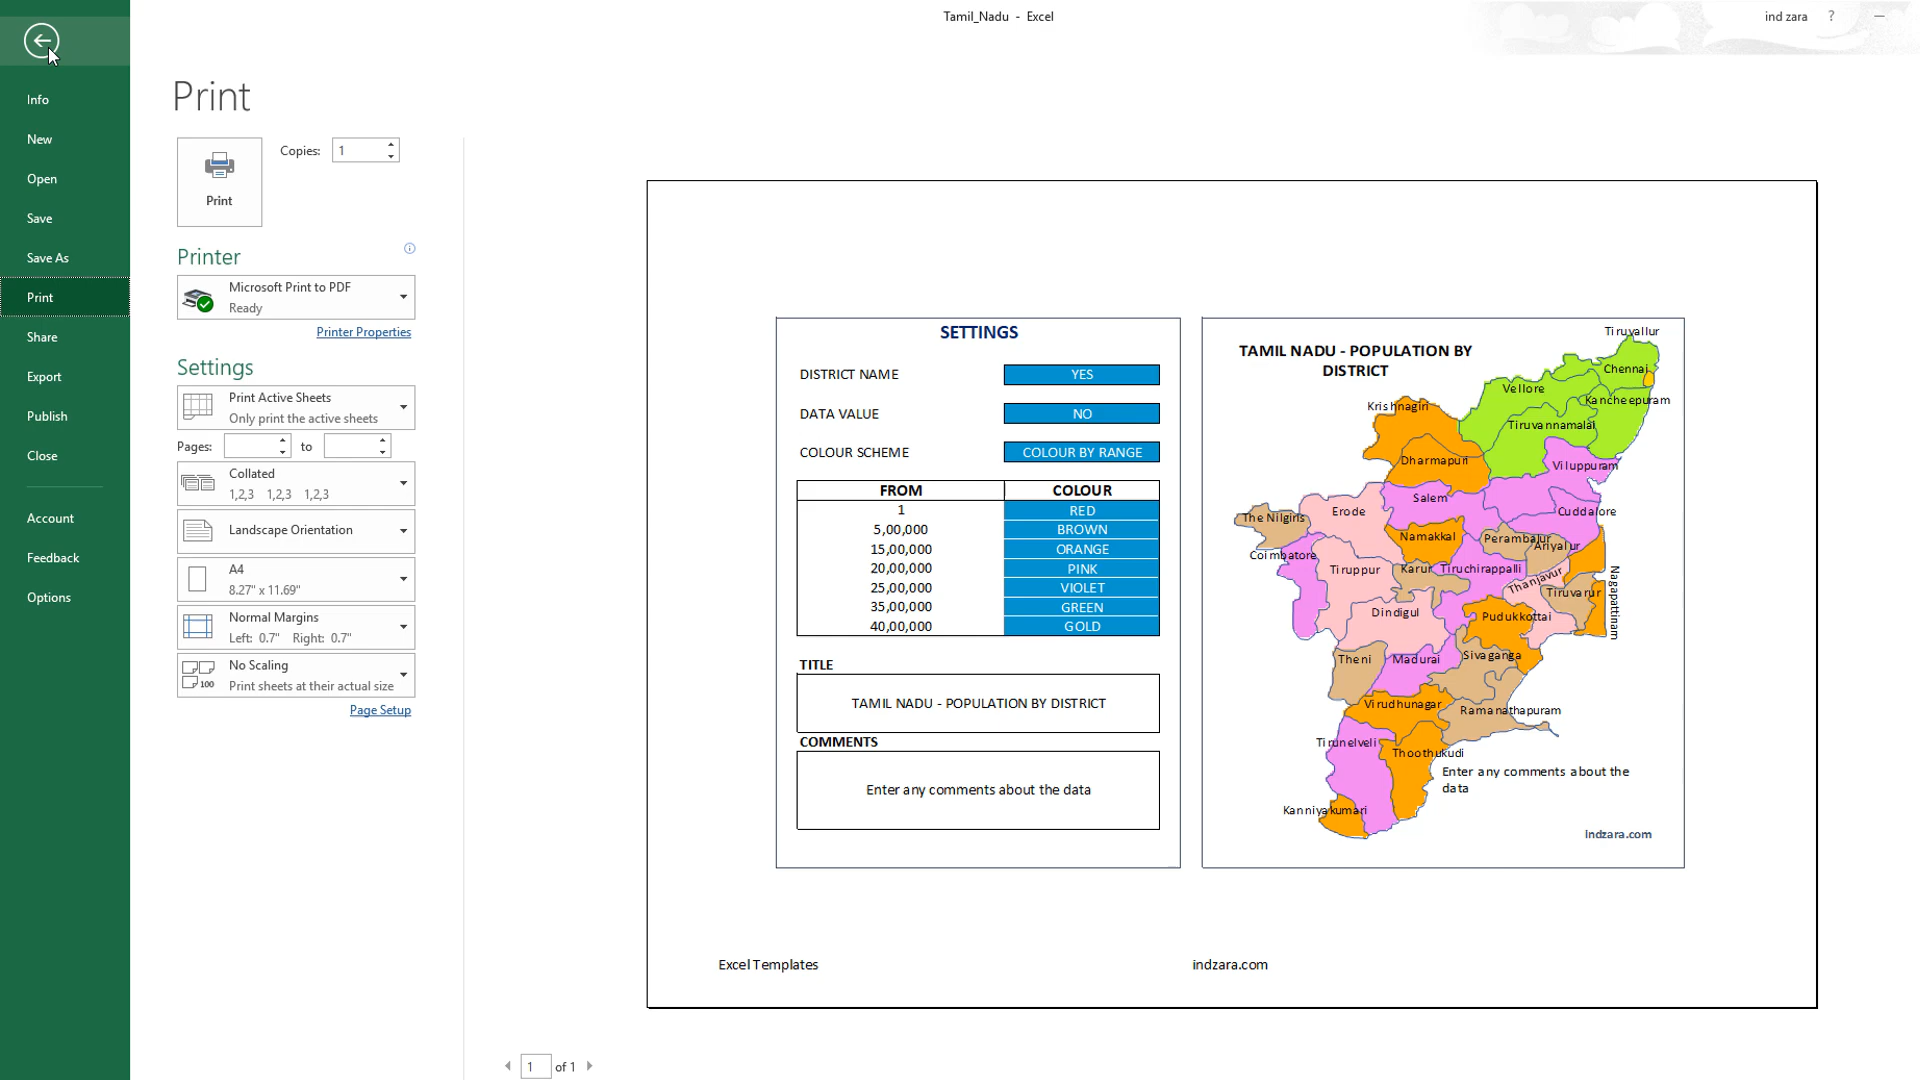 Tamil_Nadu - Excel
ind zara
?
Info
New
Open
Save
Save As
Print
Share
Export
Publish
Close
Account
Feedback
Options
Print
Print
Copies: 1
Printer
Microsoft Print to PDF
Ready
Printer Properties
Settings
Print Active Sheets
Only print the active sheets
Pages: to
Collated
1,2,3 1,2,3 1,2,3
Landscape Orientation
A4
8.27" x 11.69"
Normal Margins
Left: 0.7" Right: 0.7"
No Scaling
100
Print sheets at their actual size
Page Setup
SETTINGS
DISTRICT NAME YES
DATA VALUE NO
COLOUR SCHEME COLOUR BY RANGE
FROM COLOUR
1 RED
5,00,000 BROWN
15,00,000 ORANGE
20,00,000 PINK
25,00,000 VIOLET
35,00,000 GREEN
40,00,000 GOLD
TITLE
TAMIL NADU - POPULATION BY DISTRICT
COMMENTS
Enter any comments about the data
TAMIL NADU - POPULATION BY
DISTRICT
Tiruvallur
Chennai
Vellore
Kancheepuram
Krishnagiri
Tiruvannamalai
Dharmapuri
Viluppuram
Salem
Erode
Cuddalore
The Nilgiris
Namakkal
Perambalur
Ariyalur
Coimbatore
Tiruppur
Karur
Tiruchirappalli
Thanjavur
Tiruvarur
Nagapattinam
Dindigul
Pudukkottai
Theni
Madurai
Sivaganga
Virudhunagar
Ramanathapuram
Tirunelveli
Thoothukudi
Kanniyakumari
Enter any comments about the
data
Indzara.com
Excel Templates
indzara.com
1 of 1